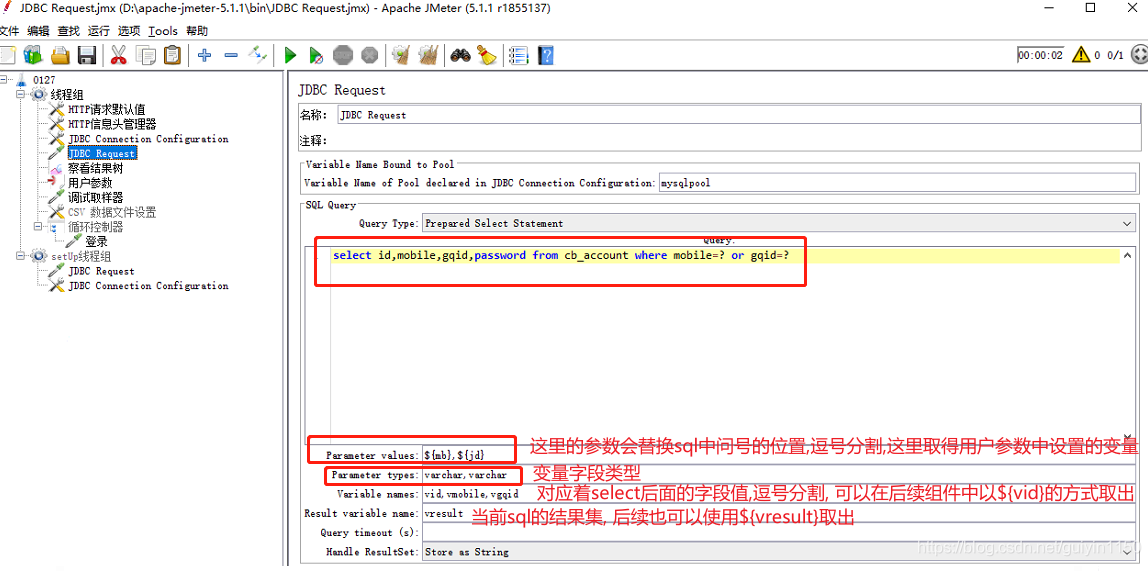 JDBC Request.jmx (D:\apache-jmeter-5.1.1\bin\JDBC Request.jmx) - Apache JMeter (5.1.1 r1855137)
文件 编辑 查找 运行 选项 Tools 帮助
00:00:02 0 0/1
0127
线程组
HTTP请求默认值
HTTP信息头管理器
JDBC Connection Configuration
JDBC Request
察看结果树
用户参数
调试取样器
CSV 数据文件设置
循环控制器
登录
setUp线程组
JDBC Request
JDBC Connection Configuration
JDBC Request
名称: JDBC Request
注释:
Variable Name Bound to Pool
Variable Name of Pool declared in JDBC Connection Configuration: mysqlpool
SQL Query
Query Type: Prepared Select Statement
Query:
select id,mobile,gqid,password from cb_account where mobile=? or gqid=?
Parameter values: ${mb},${jd} 这里的参数会替换sql中问号的位置,逗号分割,这里取得用户参数中设置的变量
Parameter types: varchar,varchar 变量字段类型
Variable names: vid,vmobile,vgqid 对应着select后面的字段值,逗号分割, 可以在后续组件中以${vid}的方式取出
Result variable name: vresult 当前sql的结果集, 后续也可以使用${vresult}取出
Query timeout (s):
Handle ResultSet: Store as String